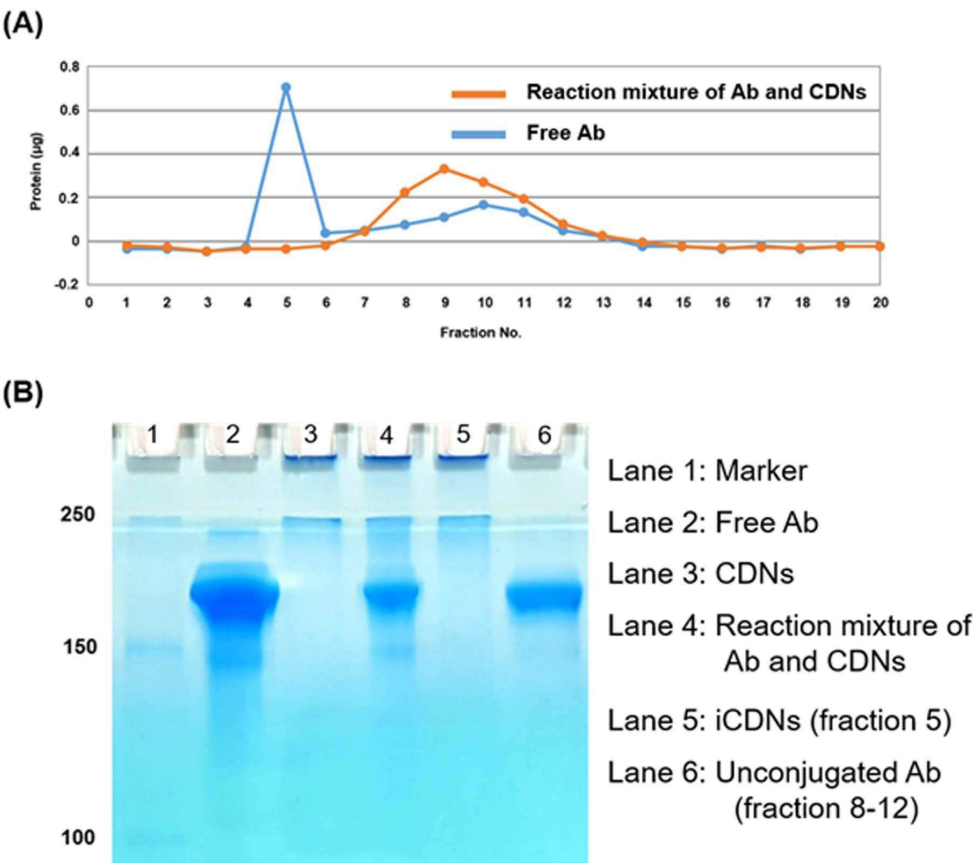 (A)
0.8
0.6
0.4
0.2
0
-0.2
Protein (µg)
Reaction mixture of Ab and CDNs
Free Ab
0 1 2 3 4 5 6 7 8 9 10 11 12 13 14 15 16 17 18 19 20
Fraction No.
(B)
1 2 3 4 5 6
250
150
100
Lane 1: Marker
Lane 2: Free Ab
Lane 3: CDNs
Lane 4: Reaction mixture of
Ab and CDNs
Lane 5: iCDNs (fraction 5)
Lane 6: Unconjugated Ab
(fraction 8-12)